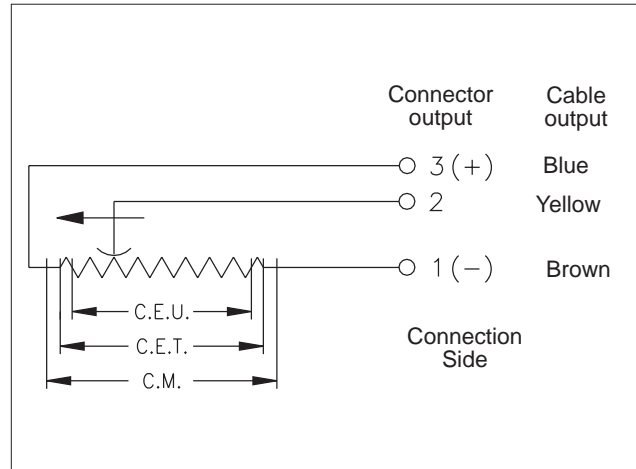 Connector output
Cable output
3 (+) Blue
2 Yellow
1 (−) Brown
C.E.U.
C.E.T.
C.M.
Connection Side